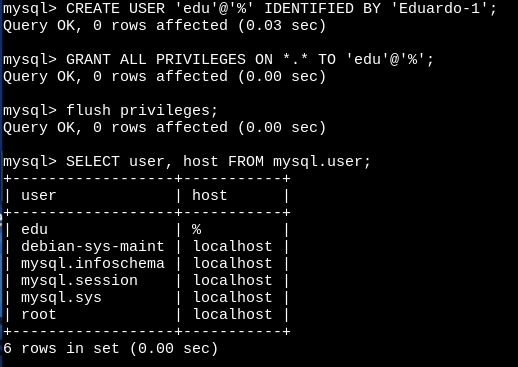 mysql> CREATE USER 'edu'@'%' IDENTIFIED BY 'Eduardo-1';
Query OK, 0 rows affected (0.03 sec)
mysql> GRANT ALL PRIVILEGES ON *.* TO 'edu'@'%';
Query OK, 0 rows affected (0.00 sec)
mysql> flush privileges;
Query OK, 0 rows affected (0.00 sec)
mysql> SELECT user, host FROM mysql.user;
+------------------+-----------+
| user             | host      |
+------------------+-----------+
| edu              | %         |
| debian-sys-maint | localhost |
| mysql.infoschema | localhost |
| mysql.session    | localhost |
| mysql.sys        | localhost |
| root             | localhost |
+------------------+-----------+
6 rows in set (0.00 sec)